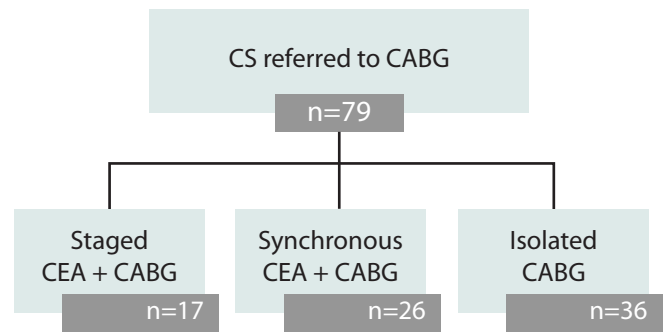 CS referred to CABG
n=79
Staged
CEA + CABG
n=17
Synchronous
CEA + CABG
n=26
Isolated
CABG
n=36